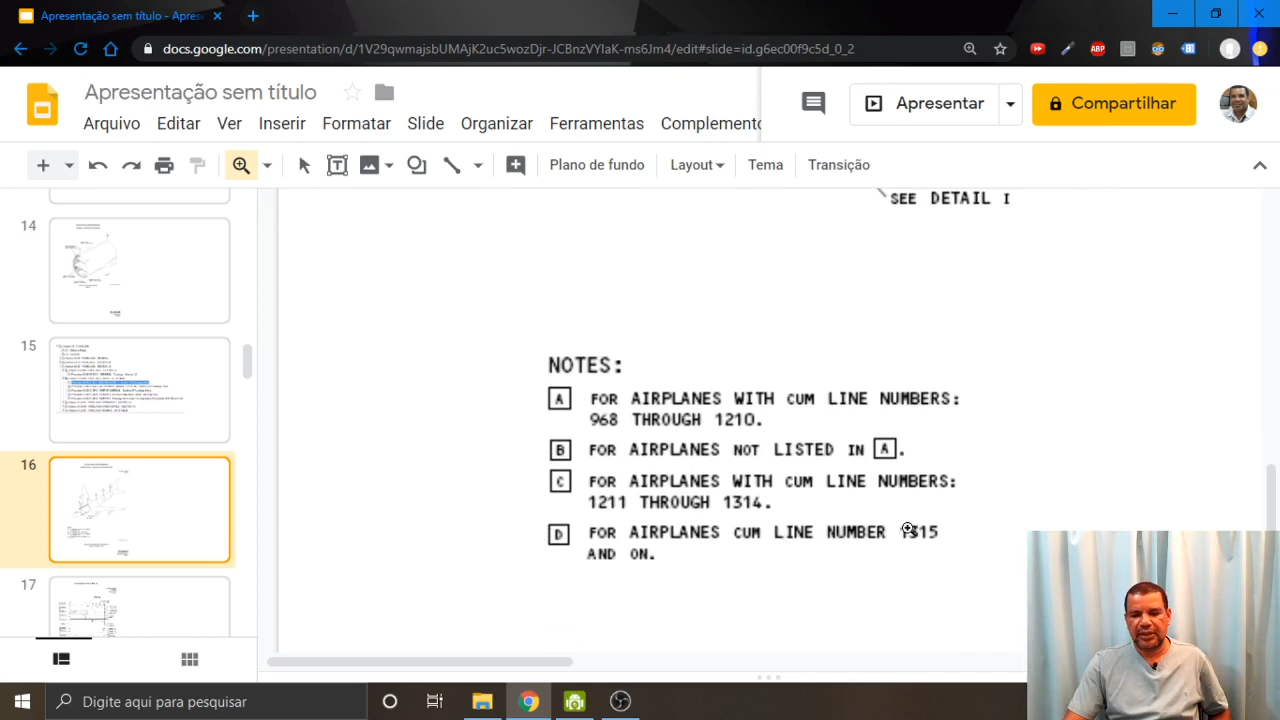 Apresentação sem título - Apres
docs.google.com/presentation/d/1V29qwmajsbUMAjK2uc5wozDjr-JCBnzVYlaK-ms6Jm4/edit#slide=id.g6ec00f9c5d_0_2
ABP
Apresentação sem título
Apresentar
Compartilhar
Arquivo Editar Ver Inserir Formatar Slide Organizar Ferramentas Complemento
Plano de fundo Layout Tema Transição
14
15
16
17
SEE DETAIL I
NOTES:
A FOR AIRPLANES WITH CUM LINE NUMBERS:
968 THROUGH 1210.
B FOR AIRPLANES NOT LISTED IN A.
C FOR AIRPLANES WITH CUM LINE NUMBERS:
1211 THROUGH 1314.
D FOR AIRPLANES CUM LINE NUMBER 1315
AND ON.
Digite aqui para pesquisar